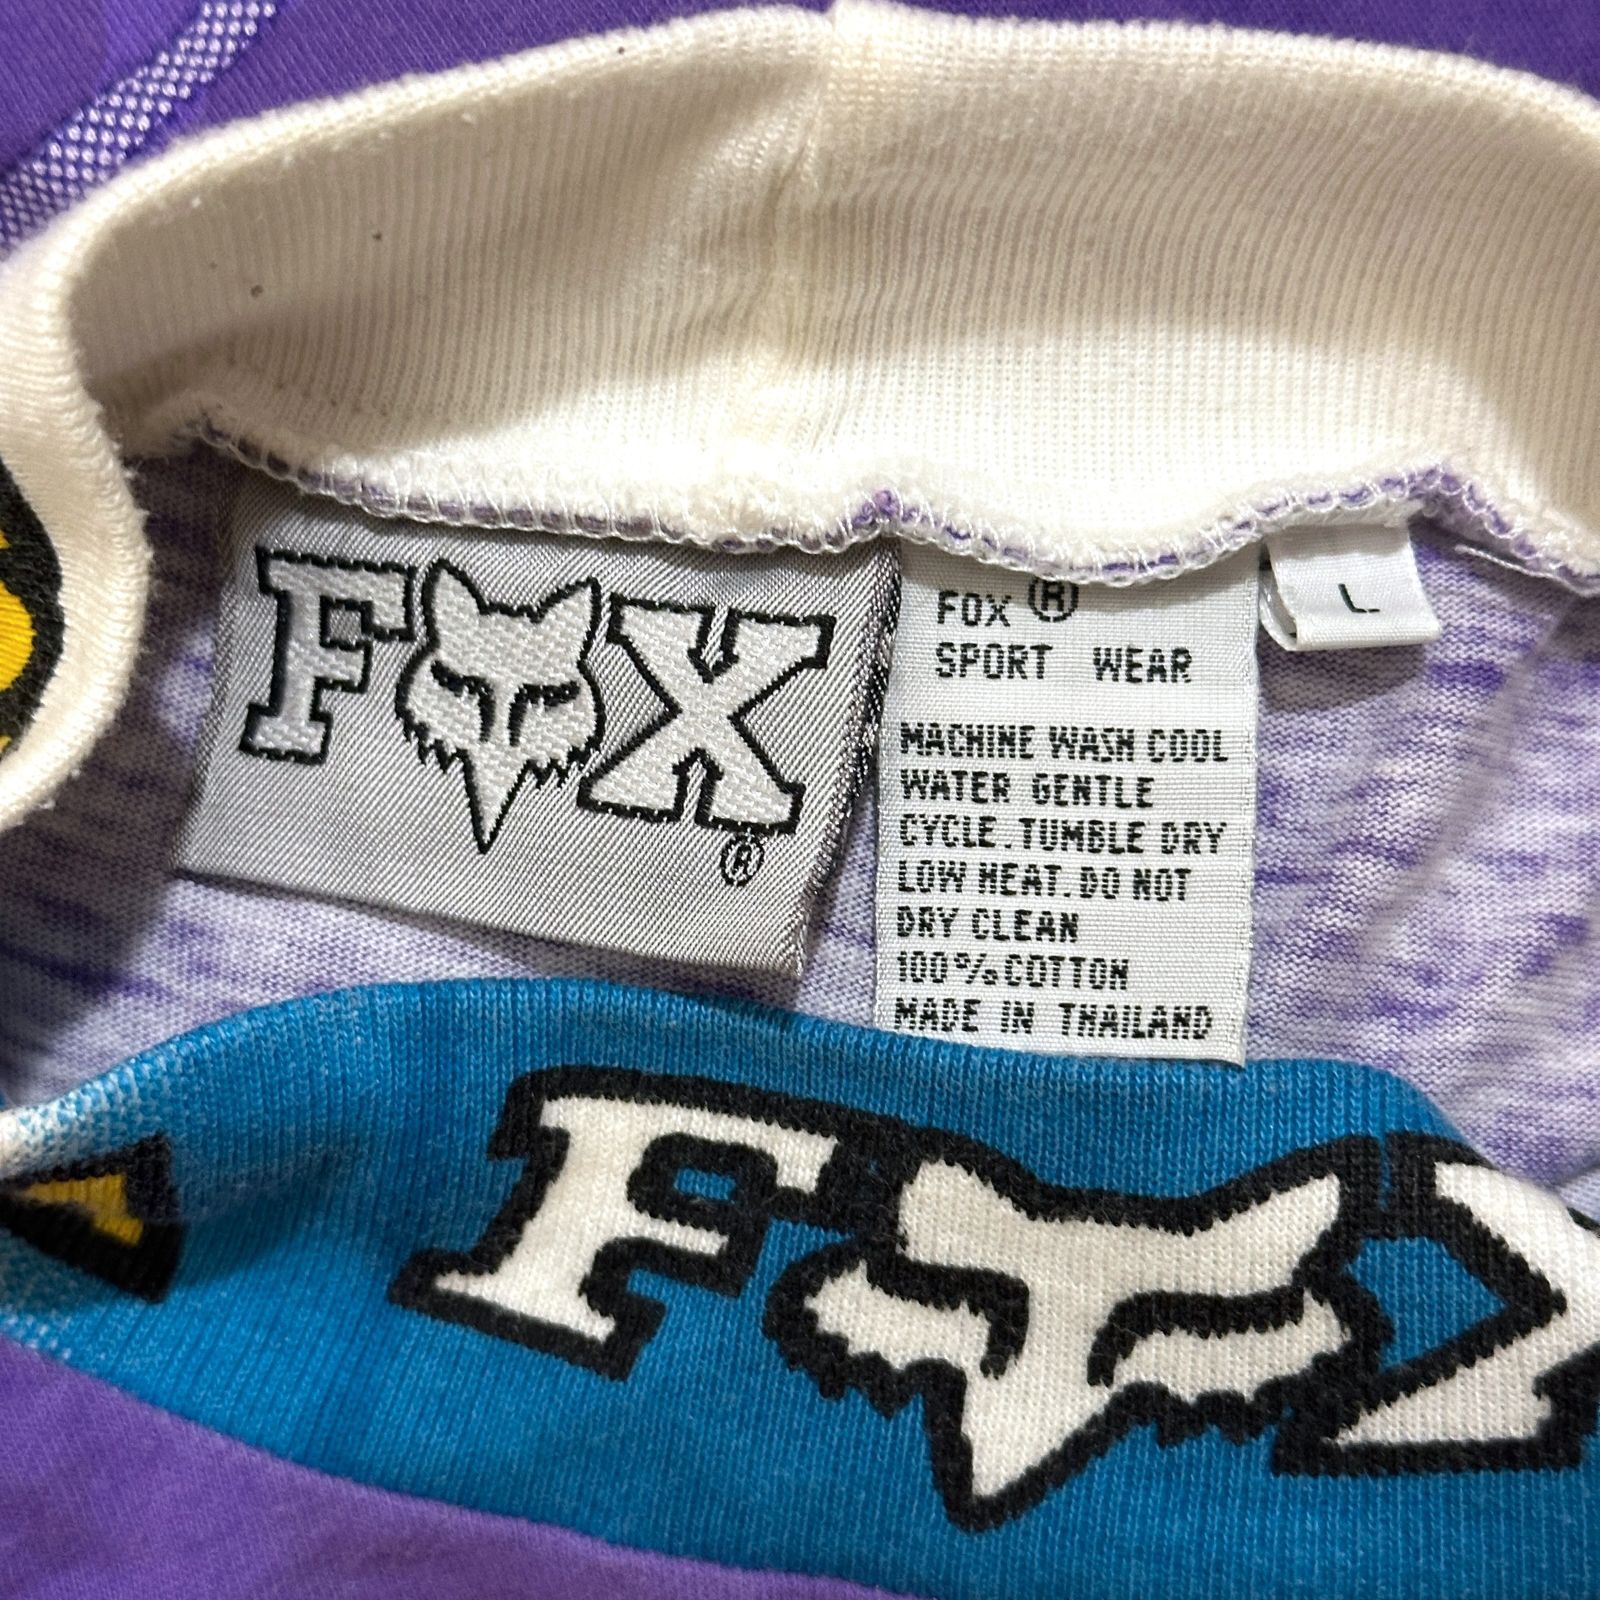 FOX
®
FOX ®
SPORT WEAR
MACHINE WASH COOL
WATER GENTLE
CYCLE.TUMBLE DRY
LOW HEAT.DO NOT
DRY CLEAN
100%COTTON
MADE IN THAILAND
L
FOX